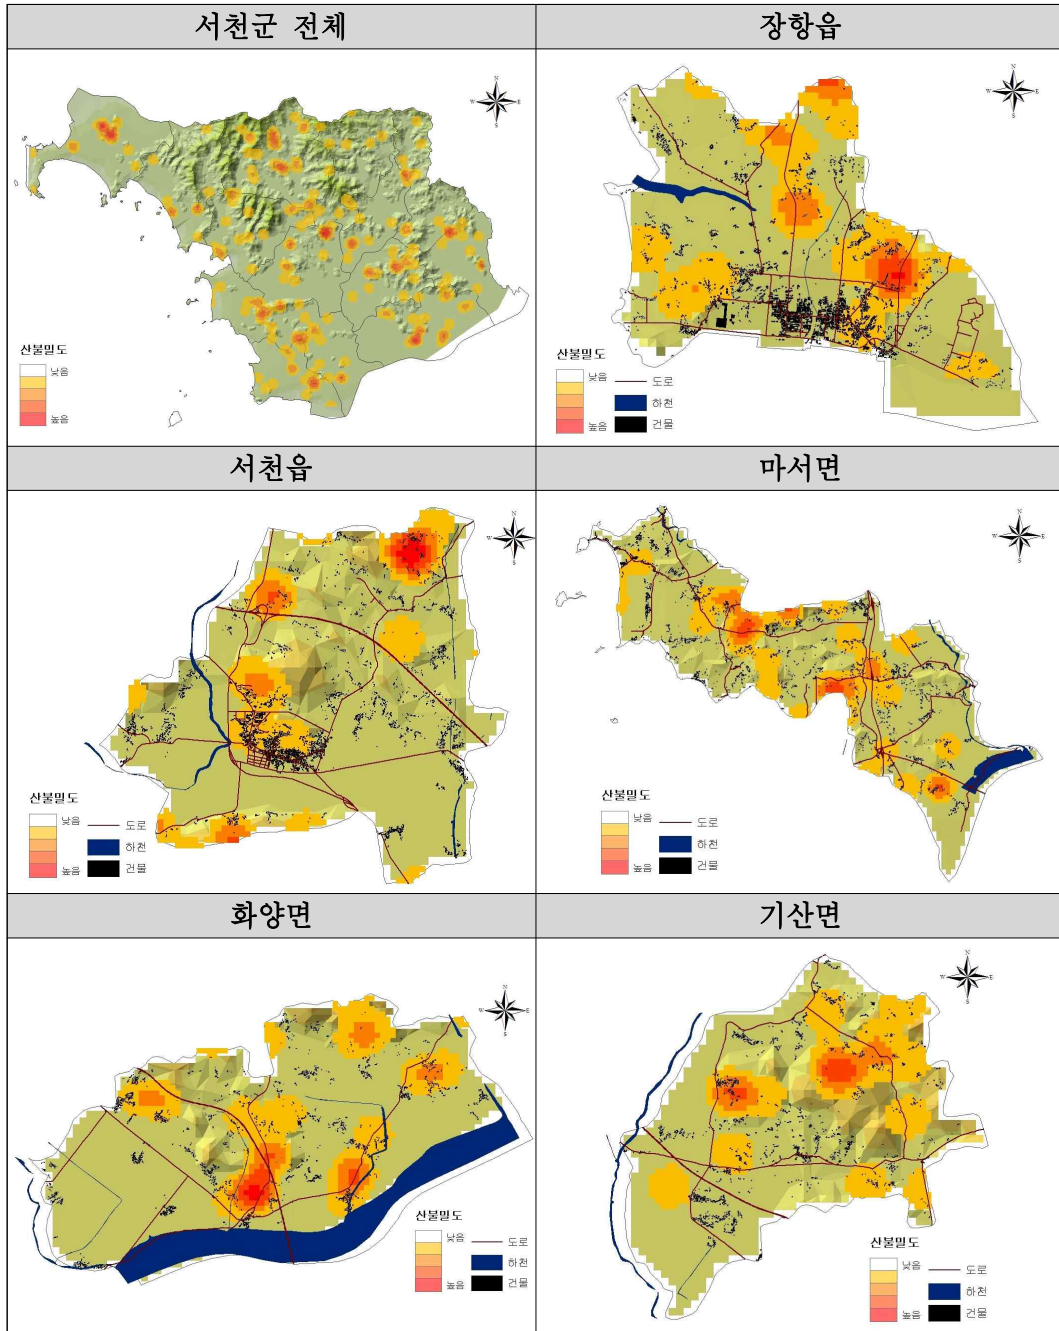 서천군 전체
장항읍
N
W E
S
산불밀도
낮음
높음
N
W E
S
산불밀도
낮음
높음
도로
하천
건물
서천읍
마서면
N
W
S
산불밀도
낮음
높음
도로
하천
건물
N
W E
S
산불밀도
낮음
높음
도로
하천
건물
화양면
기산면
N
W E
S
산불밀도
낮음
높음
도로
하천
건물
N
W E
S
산불밀도
낮음
높음
도로
하천
건물